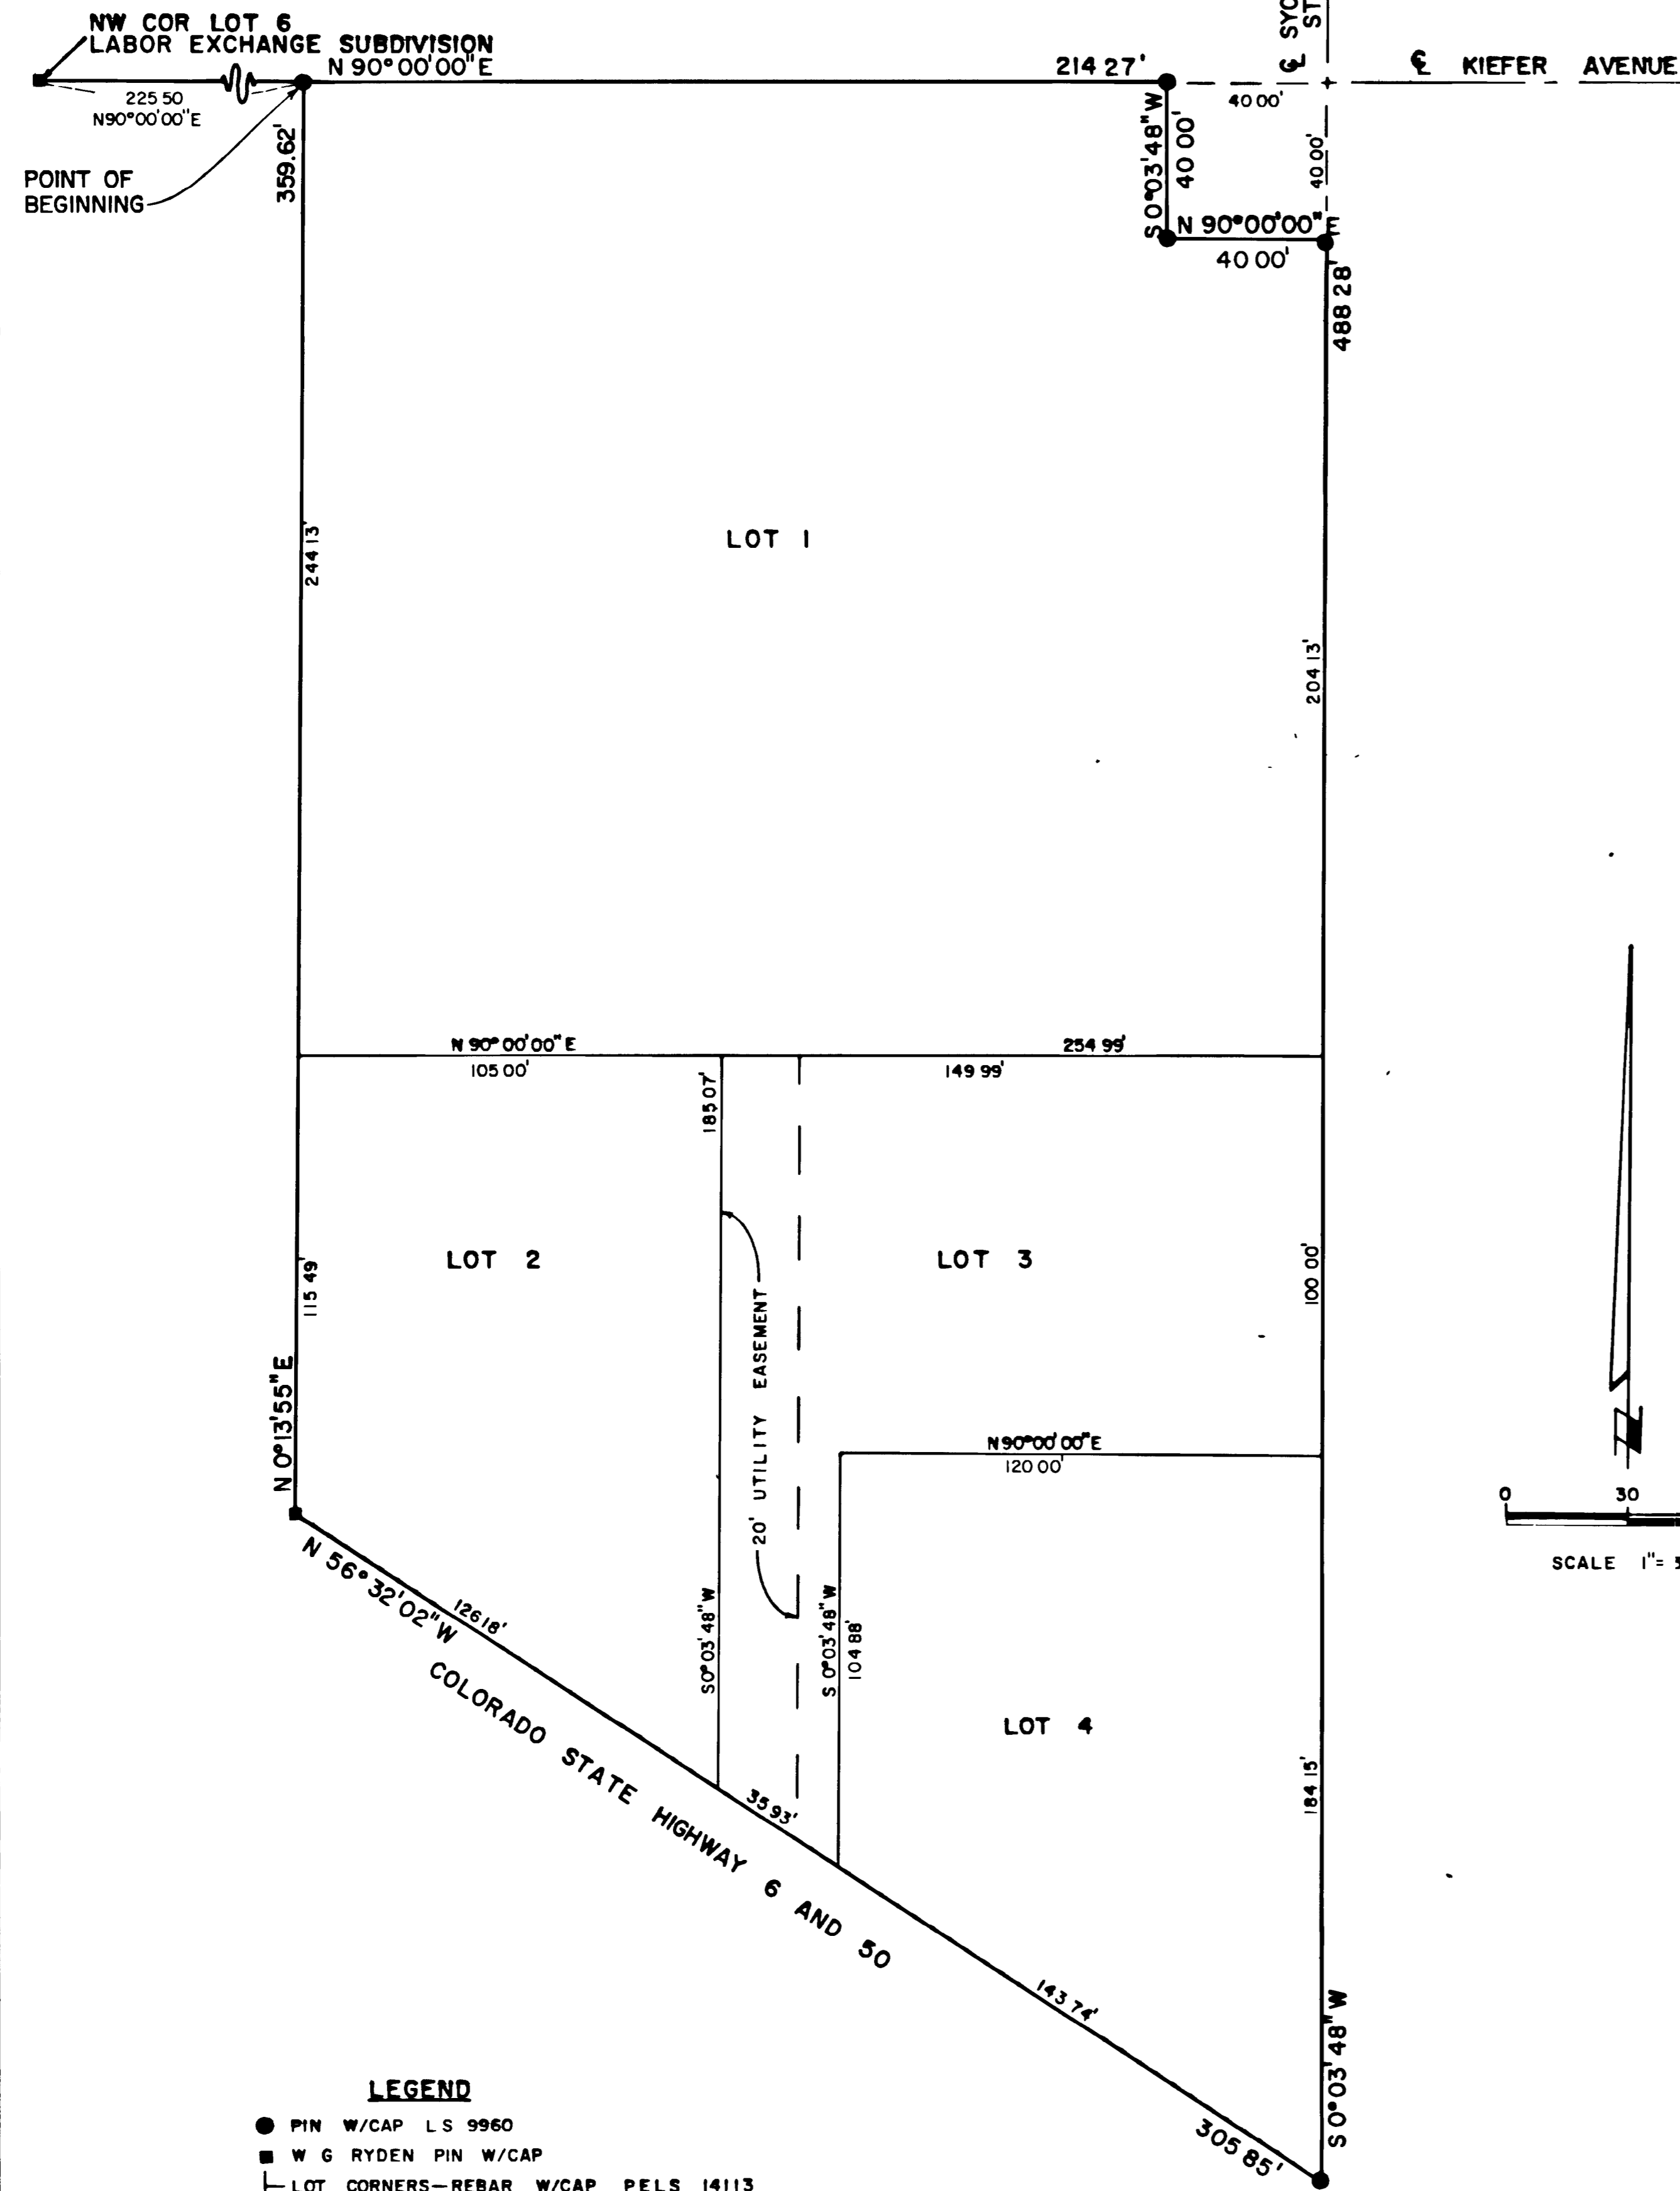 NW COR LOT 6
LABOR EXCHANGE SUBDIVISION
N 90° 00' 00" E
214 27'
℄
℄ KIEFER AVENUE
225 50
N90°00'00"E
40 00'
359.62'
S 0°03'48" W
40 00'
40 00'
POINT OF
BEGINNING
N 90°00'00" E
40 00'
488 28'
LOT 1
244 13'
204 13'
N 90° 00' 00" E
254 99'
105 00'
149 99'
185 07'
LOT 2
LOT 3
115 49'
100 00'
20' UTILITY EASEMENT
N 0°13'55" E
N 90°00' 00" E
120 00'
0 30
SCALE 1"=
N 56° 32' 02" W
126 18'
S 0° 03' 48" W
S 0°03' 48" W
104 88'
COLORADO STATE HIGHWAY 6 AND 50
LOT 4
35 93'
184 15'
143 74'
S 0° 03' 48" W
305 85'
LEGEND
PIN W/CAP L S 9960
W G RYDEN PIN W/CAP
LOT CORNERS—REBAR W/CAP PELS 14113